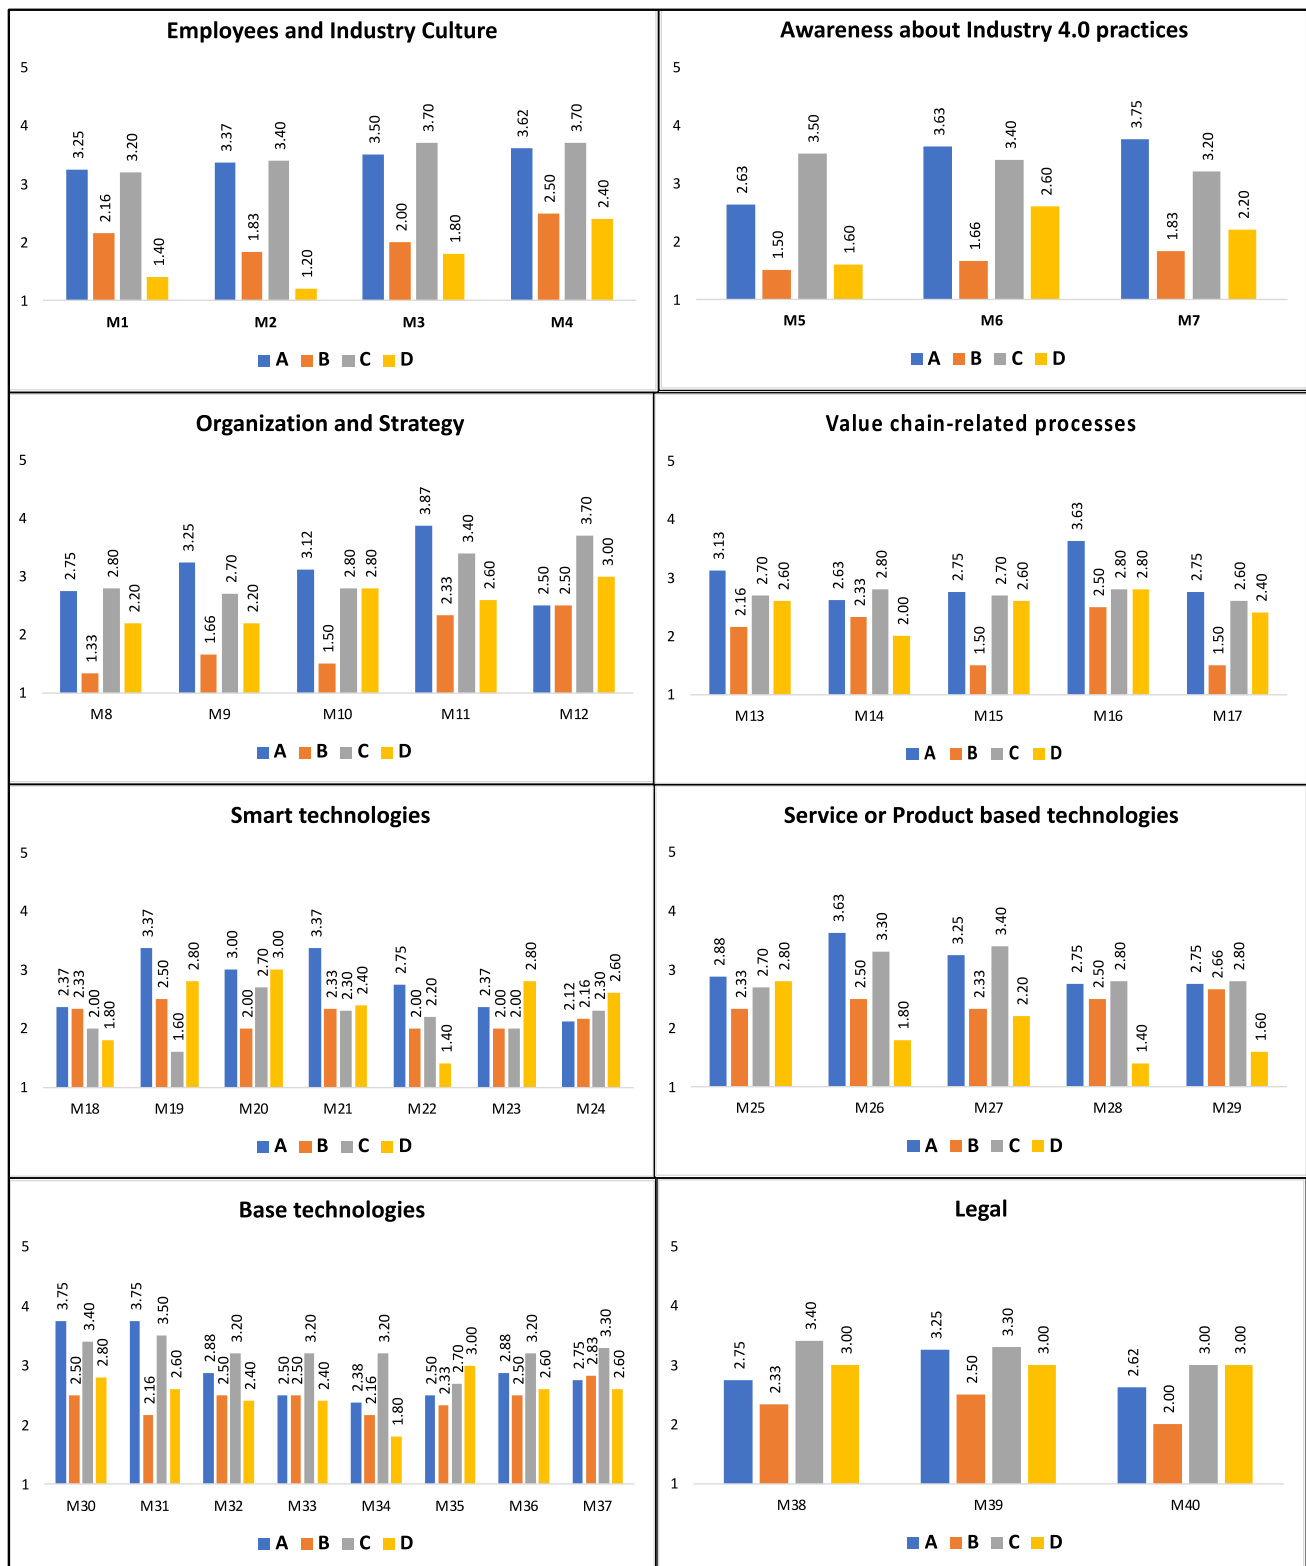 Employees and Industry Culture
5
4
3
2
1
3.25 2.16 3.20 1.40
3.37 1.83 3.40 1.20
3.50 2.00 3.70 1.80
3.62 2.50 3.70 2.40
M1 M2 M3 M4
A B C D
Awareness about Industry 4.0 practices
5
4
3
2
1
2.63 1.50 3.50 1.60
3.63 1.66 3.40 2.60
3.75 1.83 3.20 2.20
M5 M6 M7
A B C D
Organization and Strategy
5
4
3
2
1
2.75 1.33 2.80 2.20
3.25 1.66 2.70 2.20
3.12 1.50 2.80 2.80
3.87 2.33 3.40 2.60
2.50 2.50 3.70 3.00
M8 M9 M10 M11 M12
A B C D
Value chain-related processes
5
4
3
2
1
3.13 2.16 2.70 2.60
2.63 2.33 2.80 2.00
2.75 1.50 2.70 2.60
3.63 2.50 2.80 2.80
2.75 1.50 2.60 2.40
M13 M14 M15 M16 M17
A B C D
Smart technologies
5
4
3
2
1
2.37 2.33 2.00 1.80
3.37 2.50 1.60 2.80
3.00 2.00 2.70 3.00
3.37 2.33 2.30 2.40
2.75 2.00 2.20 1.40
2.37 2.00 2.00 2.80
2.12 2.16 2.30 2.60
M18 M19 M20 M21 M22 M23 M24
A B C D
Service or Product based technologies
5
4
3
2
1
2.88 2.33 2.70 2.80
3.63 2.50 3.30 1.80
3.25 2.33 3.40 2.20
2.75 2.50 2.80 1.40
2.75 2.66 2.80 1.60
M25 M26 M27 M28 M29
A B C D
Base technologies
5
4
3
2
1
3.75 2.50 3.40 2.80
3.75 2.16 3.50 2.60
2.88 2.50 3.20 2.40
2.50 2.50 3.20 2.40
2.38 2.16 3.20 1.80
2.50 2.33 2.70 3.00
2.88 2.50 3.20 2.60
2.75 2.83 3.30 2.60
M30 M31 M32 M33 M34 M35 M36 M37
A B C D
Legal
5
4
3
2
1
2.75 2.33 3.40 3.00
3.25 2.50 3.30 3.00
2.62 2.00 3.00 3.00
M38 M39 M40
A B C D